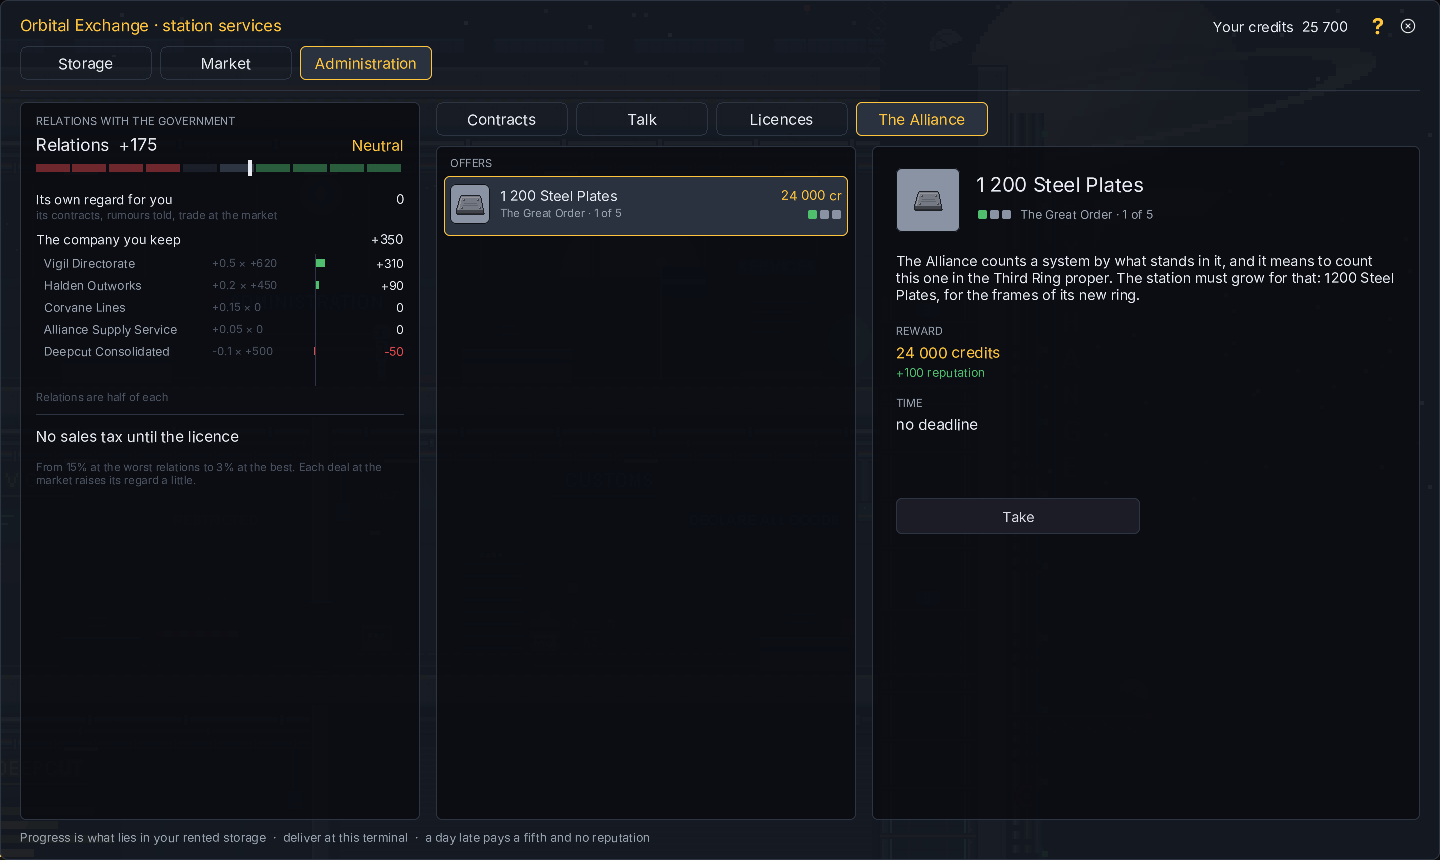 Orbital Exchange · station services
Your credits 25 700
?
Storage
Market
Administration
RELATIONS WITH THE GOVERNMENT
Relations +175
Neutral
Its own regard for you 0
its contracts, rumours told, trade at the market
The company you keep +350
Vigil Directorate +0.5 × +620 +310
Halden Outworks +0.2 × +450 +90
Corvane Lines +0.15 × 0 0
Alliance Supply Service +0.05 × 0 0
Deepcut Consolidated -0.1 × +500 -50
Relations are half of each
No sales tax until the licence
From 15% at the worst relations to 3% at the best. Each deal at the
market raises its regard a little.
Contracts
Talk
Licences
The Alliance
OFFERS
1 200 Steel Plates 24 000 cr
The Great Order · 1 of 5
1 200 Steel Plates
The Great Order · 1 of 5
The Alliance counts a system by what stands in it, and it means to count
this one in the Third Ring proper. The station must grow for that: 1200 Steel
Plates, for the frames of its new ring.
REWARD
24 000 credits
+100 reputation
TIME
no deadline
Take
Progress is what lies in your rented storage · deliver at this terminal · a day late pays a fifth and no reputation